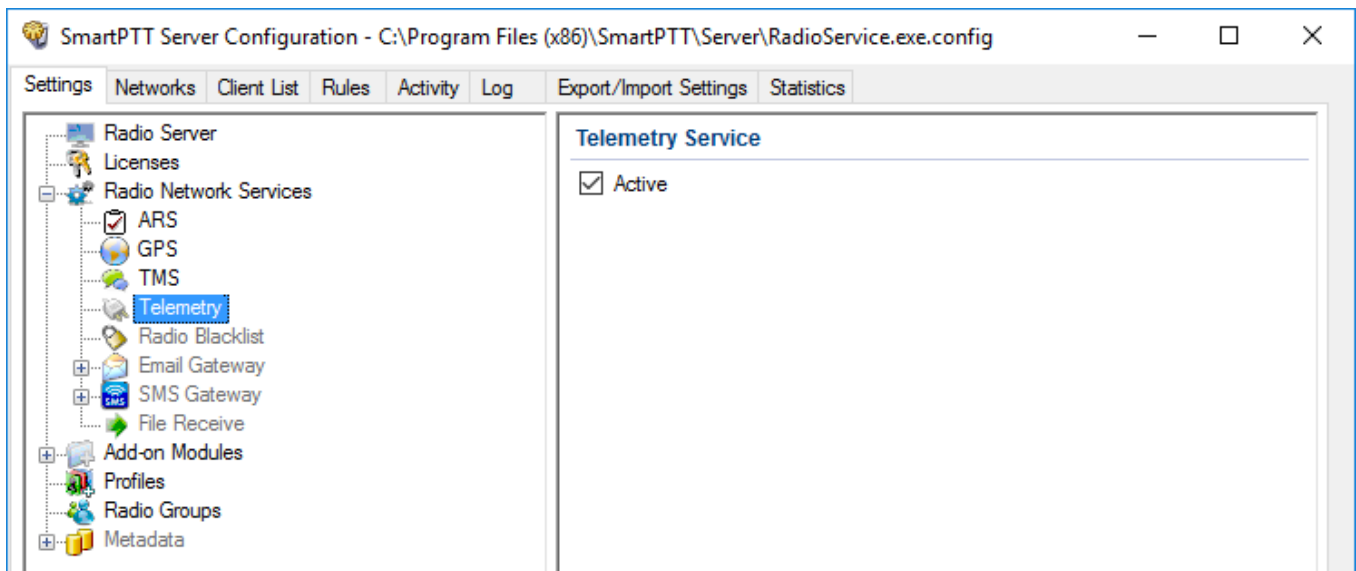 SmartPTT Server Configuration - C:\Program Files (x86)\SmartPTT\Server\RadioService.exe.config
Settings Networks Client List Rules Activity Log Export/Import Settings Statistics
Radio Server
Licenses
Radio Network Services
ARS
GPS
TMS
Telemetry
Radio Blacklist
Email Gateway
SMS SMS Gateway
File Receive
Add-on Modules
Profiles
Radio Groups
Metadata
Telemetry Service
Active